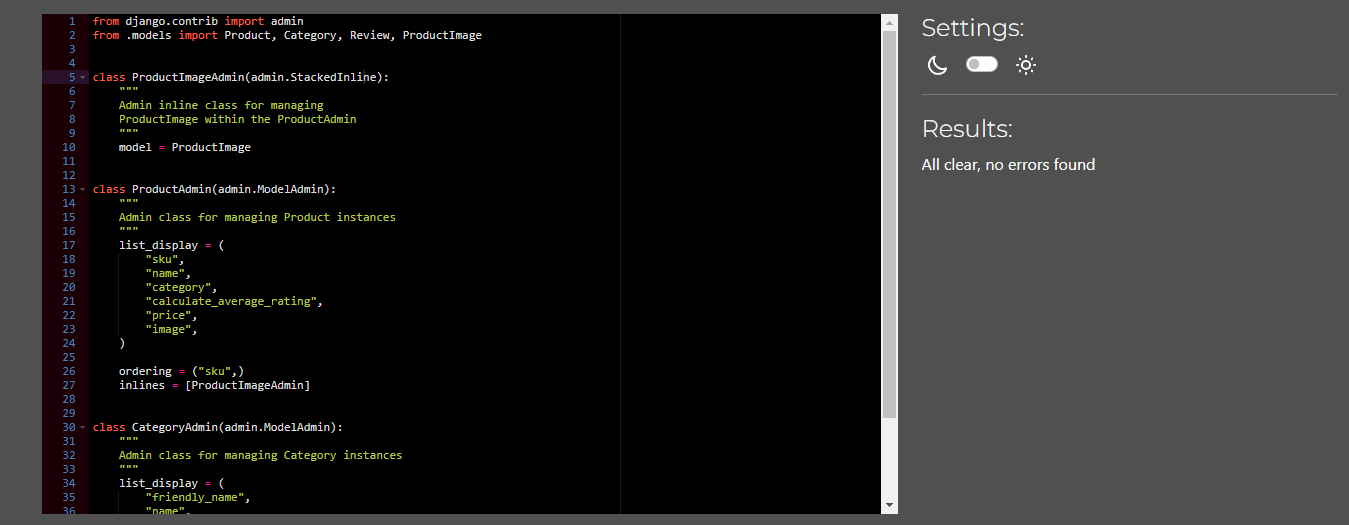 1 from django.contrib import admin
2 from .models import Product, Category, Review, ProductImage
3
4
5 class ProductImageAdmin(admin.StackedInline):
6     """
7     Admin inline class for managing
8     ProductImage within the ProductAdmin
9     """
10     model = ProductImage
11
12
13 class ProductAdmin(admin.ModelAdmin):
14     """
15     Admin class for managing Product instances
16     """
17     list_display = (
18         "sku",
19         "name",
20         "category",
21         "calculate_average_rating",
22         "price",
23         "image",
24     )
25
26     ordering = ("sku",)
27     inlines = [ProductImageAdmin]
28
29
30 class CategoryAdmin(admin.ModelAdmin):
31     """
32     Admin class for managing Category instances
33     """
34     list_display = (
35         "friendly_name",
36         "name",
Settings:
Results:
All clear, no errors found